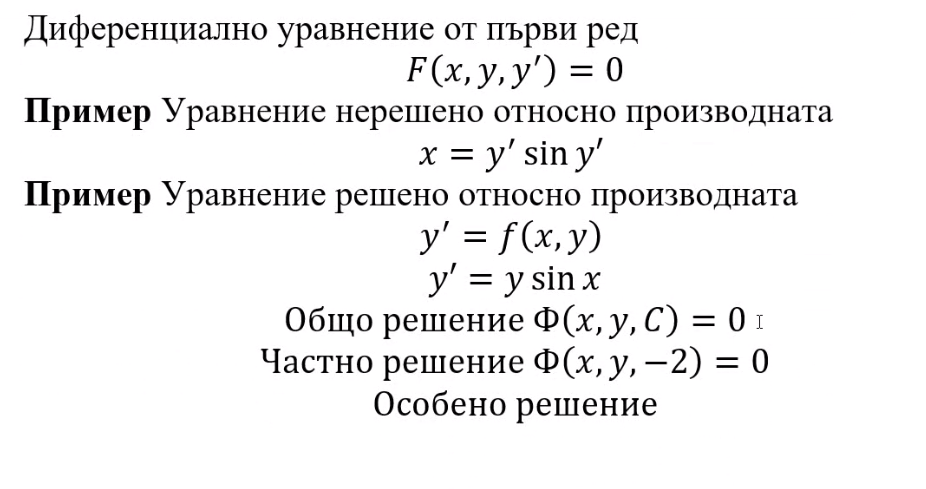 Диференциално уравнение от първи ред
F(x, y, y′) = 0
Пример Уравнение нерешено относно производната
x = y′ sin y′
Пример Уравнение решено относно производната
y′ = f(x, y)
y′ = y sin x
Общо решение Φ(x, y, C) = 0
Частно решение Φ(x, y, −2) = 0
Особено решение